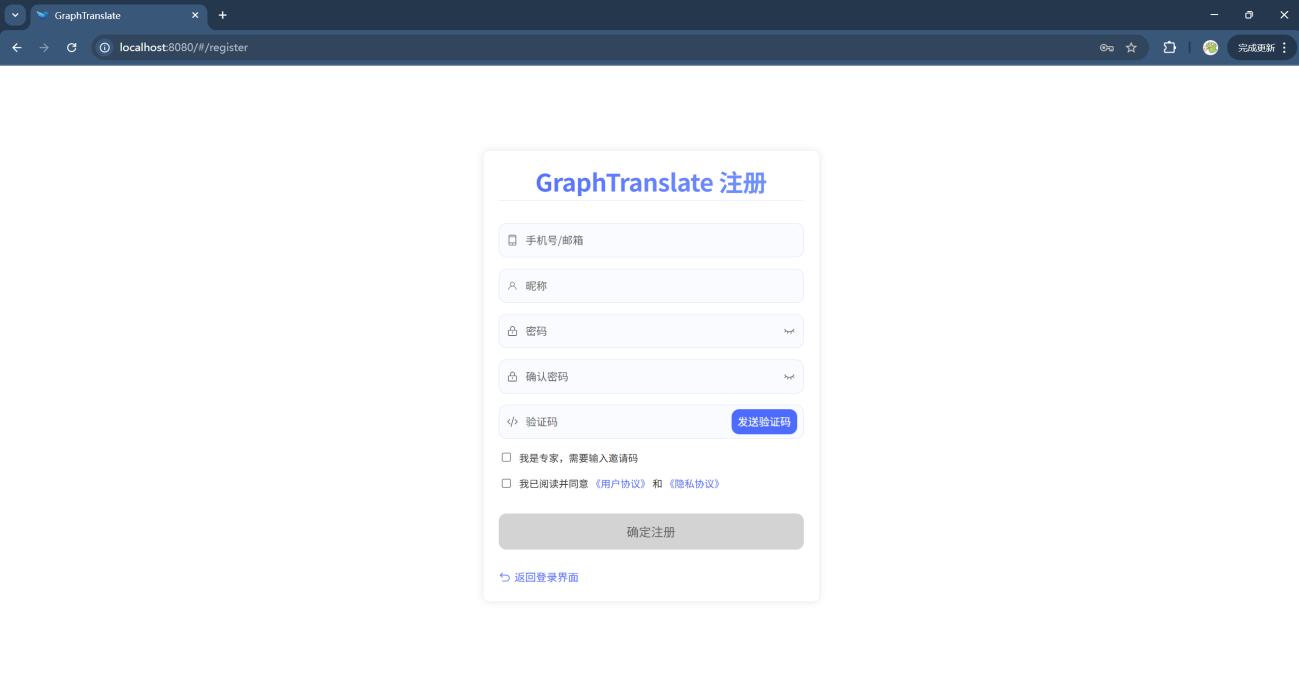 GraphTranslate
localhost:8080/#/register
完成更新
GraphTranslate 注册
手机号/邮箱
昵称
密码
确认密码
验证码 发送验证码
我是专家，需要输入邀请码
我已阅读并同意 《用户协议》 和 《隐私协议》
确定注册
返回登录界面